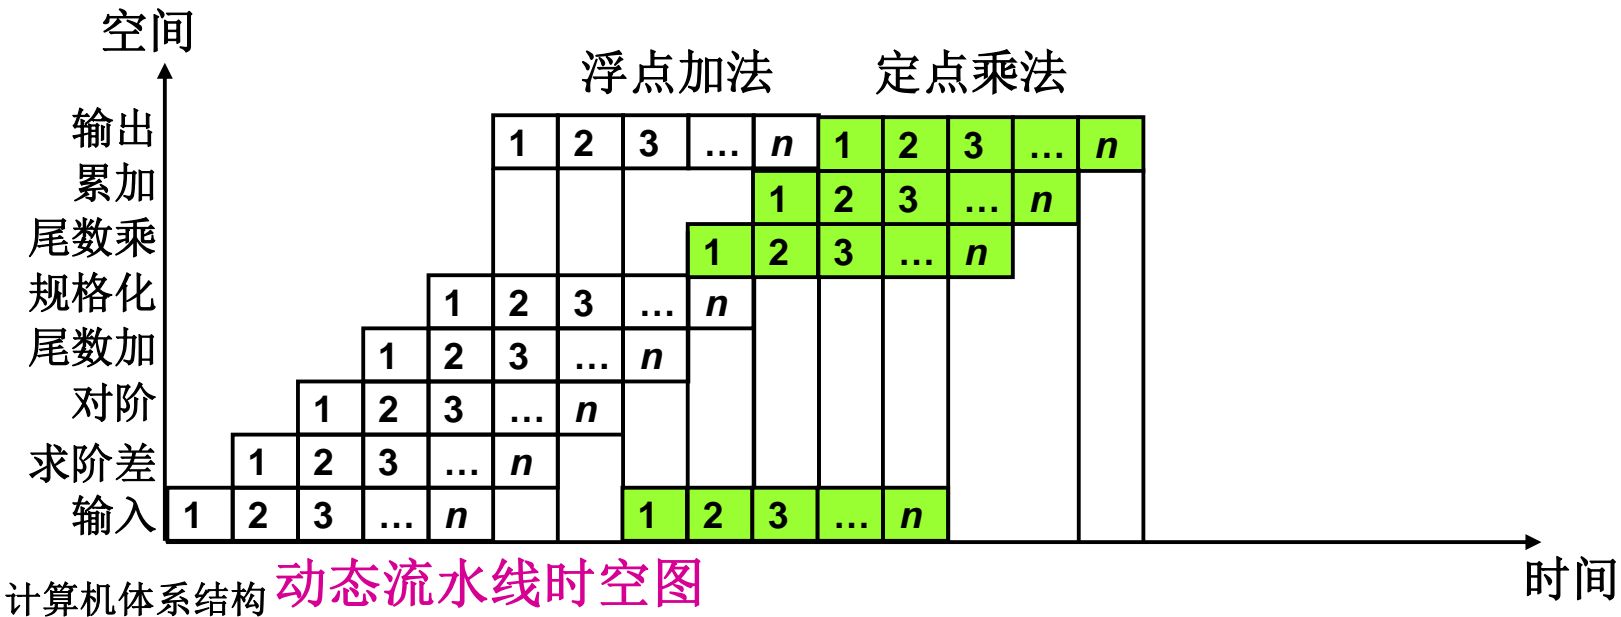 空间
浮点加法 定点乘法
输出 1 2 3 … n 1 2 3 … n
累加 1 2 3 … n
尾数乘 1 2 3 … n
规格化 1 2 3 … n
尾数加 1 2 3 … n
对阶 1 2 3 … n
求阶差 1 2 3 … n
输入 1 2 3 … n 1 2 3 … n
时间
计算机体系结构 动态流水线时空图